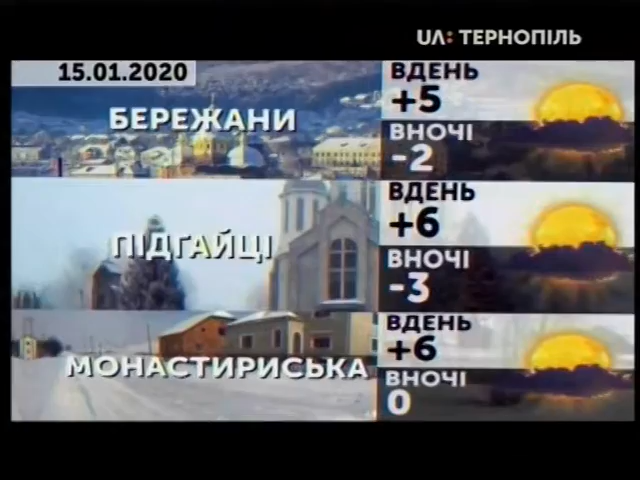 UA: ТЕРНОПІЛЬ
15.01.2020
БЕРЕЖАНИ
ВДЕНЬ
+5
ВНОЧІ
-2
ПІДГАЙЦІ
ВДЕНЬ
+6
ВНОЧІ
-3
МОНАСТИРИСЬКА
ВДЕНЬ
+6
ВНОЧІ
0